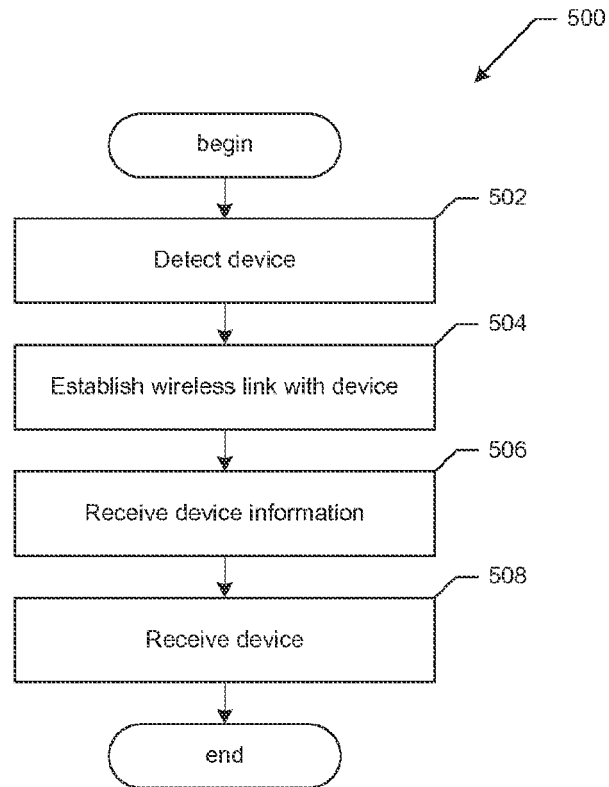 500
begin
502
Detect device
504
Establish wireless link with device
506
Receive device information
508
Receive device
end